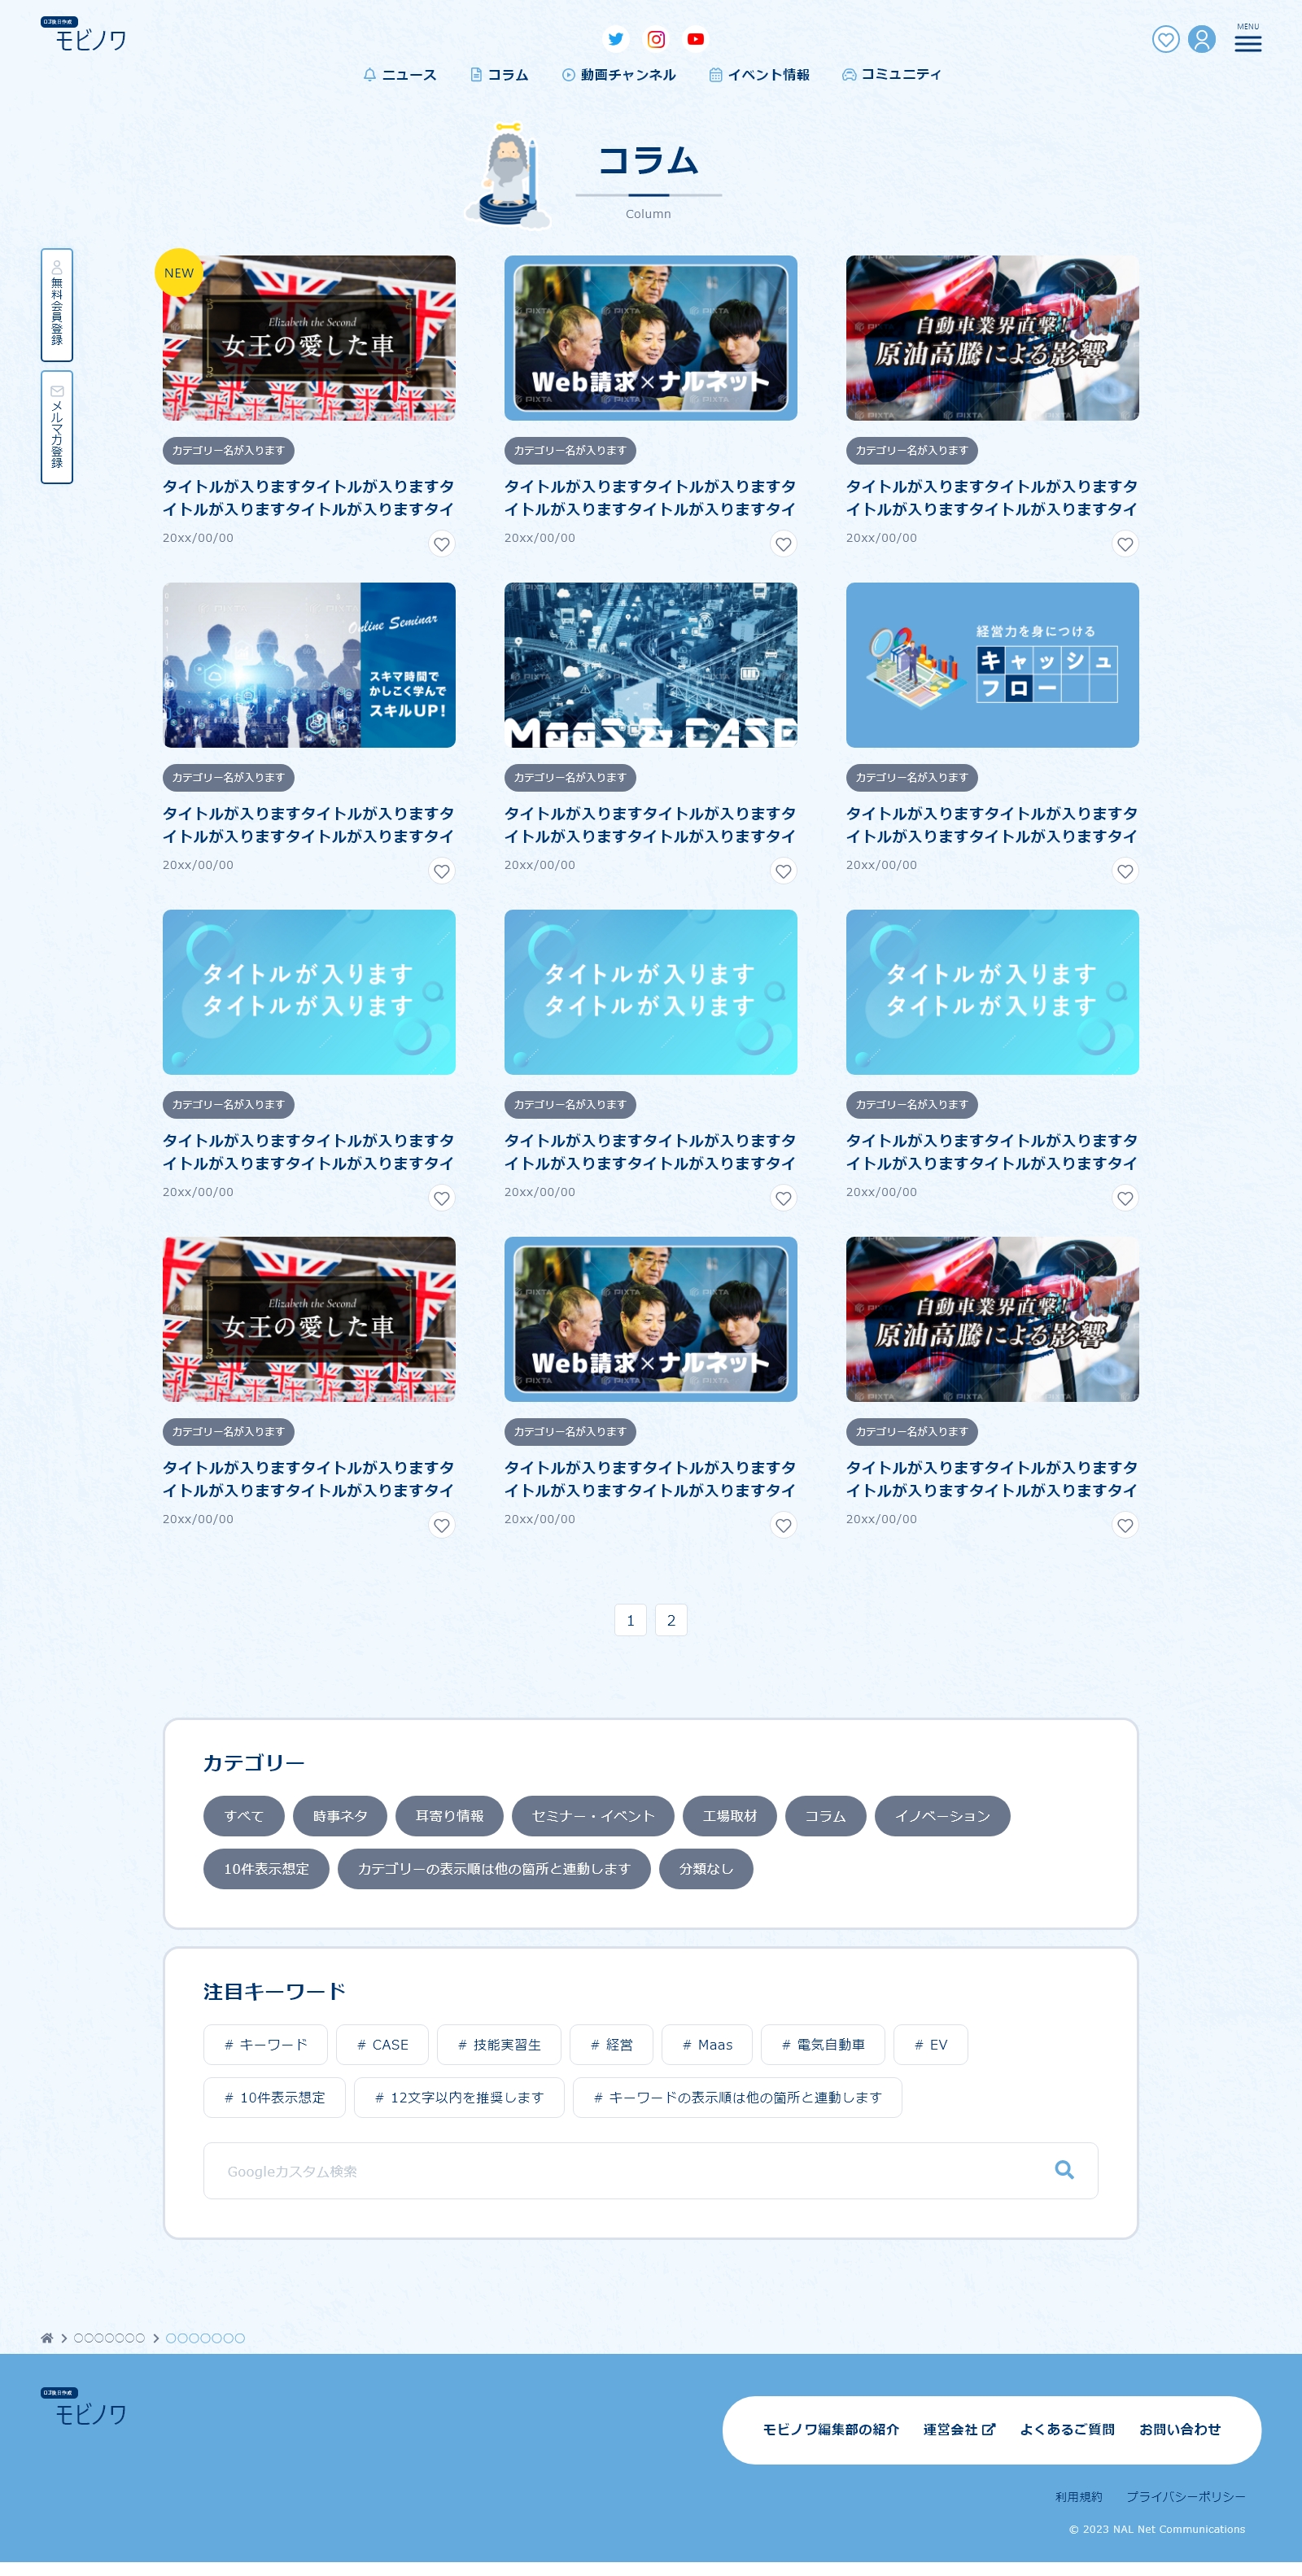 ロゴ後日作成
モビノワ
MENU
ニュース
コラム
動画チャンネル
イベント情報
コミュニティ
コラム
Column
無料会員登録
メルマガ登録
NEW
Elizabeth the Second
女王の愛した車
カテゴリー名が入ります
タイトルが入りますタイトルが入りますタ
イトルが入りますタイトルが入りますタイ
20xx/00/00
PIXTA PIXTA PIXTA
Web請求×ナルネット
PIXTA PIXTA
カテゴリー名が入ります
タイトルが入りますタイトルが入りますタ
イトルが入りますタイトルが入りますタイ
20xx/00/00
自動車業界直撃!
原油高騰による影響
PIXTA PIXTA
カテゴリー名が入ります
タイトルが入りますタイトルが入りますタ
イトルが入りますタイトルが入りますタイ
20xx/00/00
Online Seminar
スキマ時間で
かしこく学んで
スキルUP!
カテゴリー名が入ります
タイトルが入りますタイトルが入りますタ
イトルが入りますタイトルが入りますタイ
20xx/00/00
MaaS & CASE
カテゴリー名が入ります
タイトルが入りますタイトルが入りますタ
イトルが入りますタイトルが入りますタイ
20xx/00/00
経営力を身につける
キャッシュ
フロー
カテゴリー名が入ります
タイトルが入りますタイトルが入りますタ
イトルが入りますタイトルが入りますタイ
20xx/00/00
タイトルが入ります
タイトルが入ります
カテゴリー名が入ります
タイトルが入りますタイトルが入りますタ
イトルが入りますタイトルが入りますタイ
20xx/00/00
タイトルが入ります
タイトルが入ります
カテゴリー名が入ります
タイトルが入りますタイトルが入りますタ
イトルが入りますタイトルが入りますタイ
20xx/00/00
タイトルが入ります
タイトルが入ります
カテゴリー名が入ります
タイトルが入りますタイトルが入りますタ
イトルが入りますタイトルが入りますタイ
20xx/00/00
Elizabeth the Second
女王の愛した車
カテゴリー名が入ります
タイトルが入りますタイトルが入りますタ
イトルが入りますタイトルが入りますタイ
20xx/00/00
PIXTA PIXTA PIXTA
Web請求×ナルネット
PIXTA PIXTA
カテゴリー名が入ります
タイトルが入りますタイトルが入りますタ
イトルが入りますタイトルが入りますタイ
20xx/00/00
自動車業界直撃!
原油高騰による影響
PIXTA PIXTA
カテゴリー名が入ります
タイトルが入りますタイトルが入りますタ
イトルが入りますタイトルが入りますタイ
20xx/00/00
1 2
カテゴリー
すべて 時事ネタ 耳寄り情報 セミナー・イベント 工場取材 コラム イノベーション
10件表示想定 カテゴリーの表示順は他の箇所と連動します 分類なし
注目キーワード
# キーワード # CASE # 技能実習生 # 経営 # Maas # 電気自動車 # EV
# 10件表示想定 # 12文字以内を推奨します # キーワードの表示順は他の箇所と連動します
Googleカスタム検索
〇〇〇〇〇〇〇 〇〇〇〇〇〇〇
ロゴ後日作成
モビノワ
モビノワ編集部の紹介 運営会社 よくあるご質問 お問い合わせ
利用規約 プライバシーポリシー
© 2023 NAL Net Communications